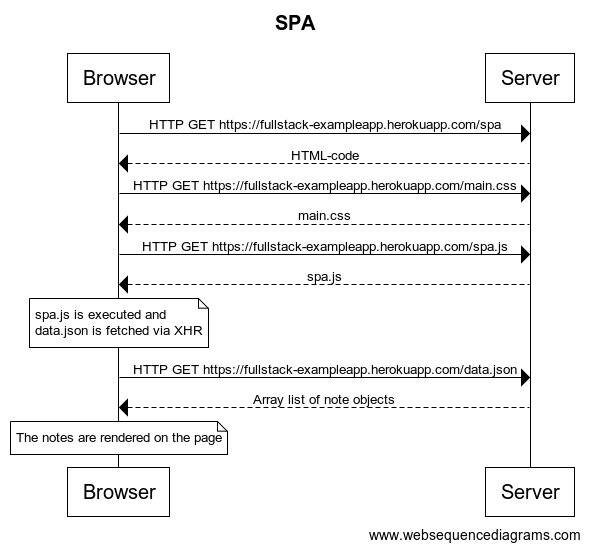 SPA
Browser
Server
HTTP GET https://fullstack-exampleapp.herokuapp.com/spa
HTML-code
HTTP GET https://fullstack-exampleapp.herokuapp.com/main.css
main.css
HTTP GET https://fullstack-exampleapp.herokuapp.com/spa.js
spa.js
spa.js is executed and
data.json is fetched via XHR
HTTP GET https://fullstack-exampleapp.herokuapp.com/data.json
Array list of note objects
The notes are rendered on the page
Browser
Server
www.websequencediagrams.com